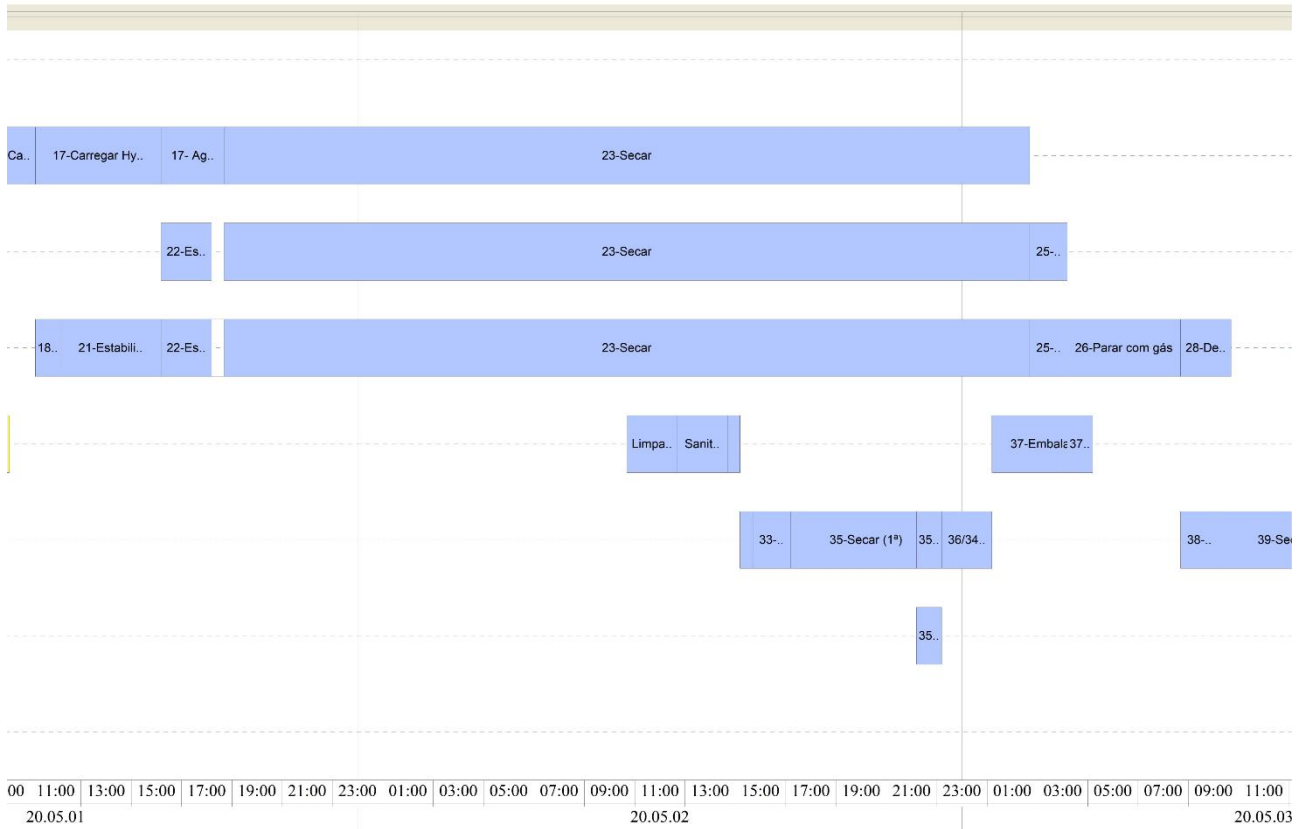 Ca.. 17-Carregar Hy.. 17- Ag.. 23-Secar
22-Es.. 23-Secar 25-..
18.. 21-Estabili.. 22-Es.. 23-Secar 25-.. 26-Parar com gás 28-De..
Limpa.. Sanit.. 37-Embala 37..
33-.. 35-Secar (1ª) 35.. 36/34.. 38-.. 39-Sec
35..
00 11:00 13:00 15:00 17:00 19:00 21:00 23:00 01:00 03:00 05:00 07:00 09:00 11:00 13:00 15:00 17:00 19:00 21:00 23:00 01:00 03:00 05:00 07:00 09:00 11:00
20.05.01 20.05.02 20.05.03